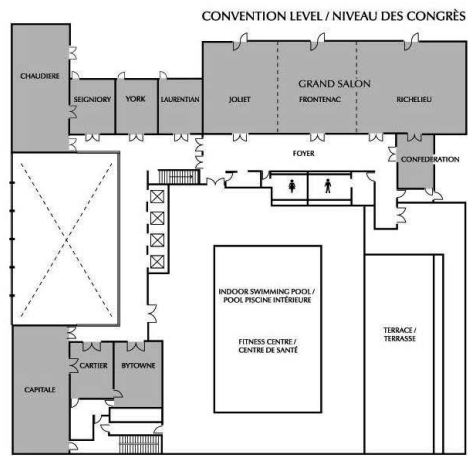 CONVENTION LEVEL / NIVEAU DES CONGRÈS
CHAUDIERE
SEIGNIORY
YORK
LAURENTIAN
GRAND SALON
JOLIET
FRONTENAC
RICHELIEU
FOYER
CONFEDERATION
INDOOR SWIMMING POOL /
POOL PISCINE INTÉRIEURE
FITNESS CENTRE /
CENTRE DE SANTÉ
TERRACE /
TERRASSE
CAPITALE
CARTIER
BYTOWNE